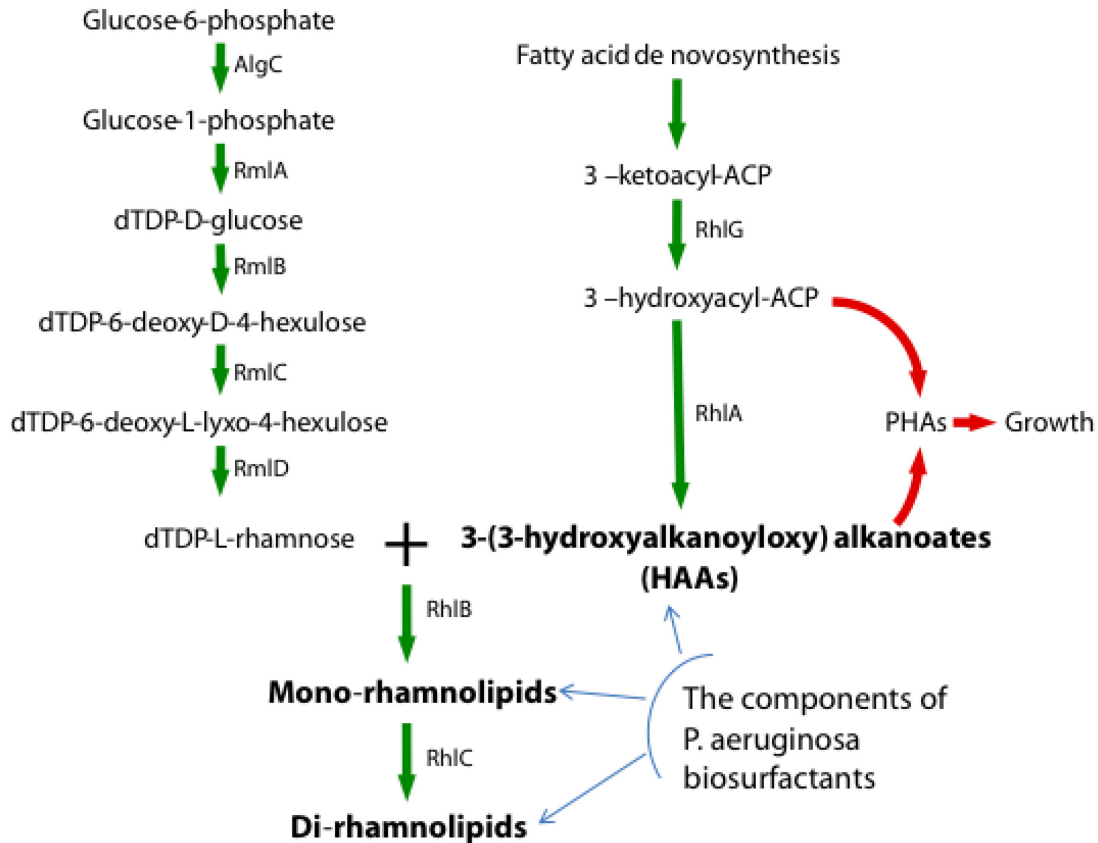 Glucose-6-phosphate
AlgC
Glucose-1-phosphate
RmlA
dTDP-D-glucose
RmlB
dTDP-6-deoxy-D-4-hexulose
RmlC
dTDP-6-deoxy-L-lyxo-4-hexulose
RmlD
dTDP-L-rhamnose
+
Fatty acid de novosynthesis
3 –ketoacyl-ACP
RhlG
3 –hydroxyacyl-ACP
RhlA
PHAs
Growth
3-(3-hydroxyalkanoyloxy) alkanoates
(HAAs)
RhlB
Mono-rhamnolipids
RhlC
Di-rhamnolipids
The components of
P. aeruginosa
biosurfactants